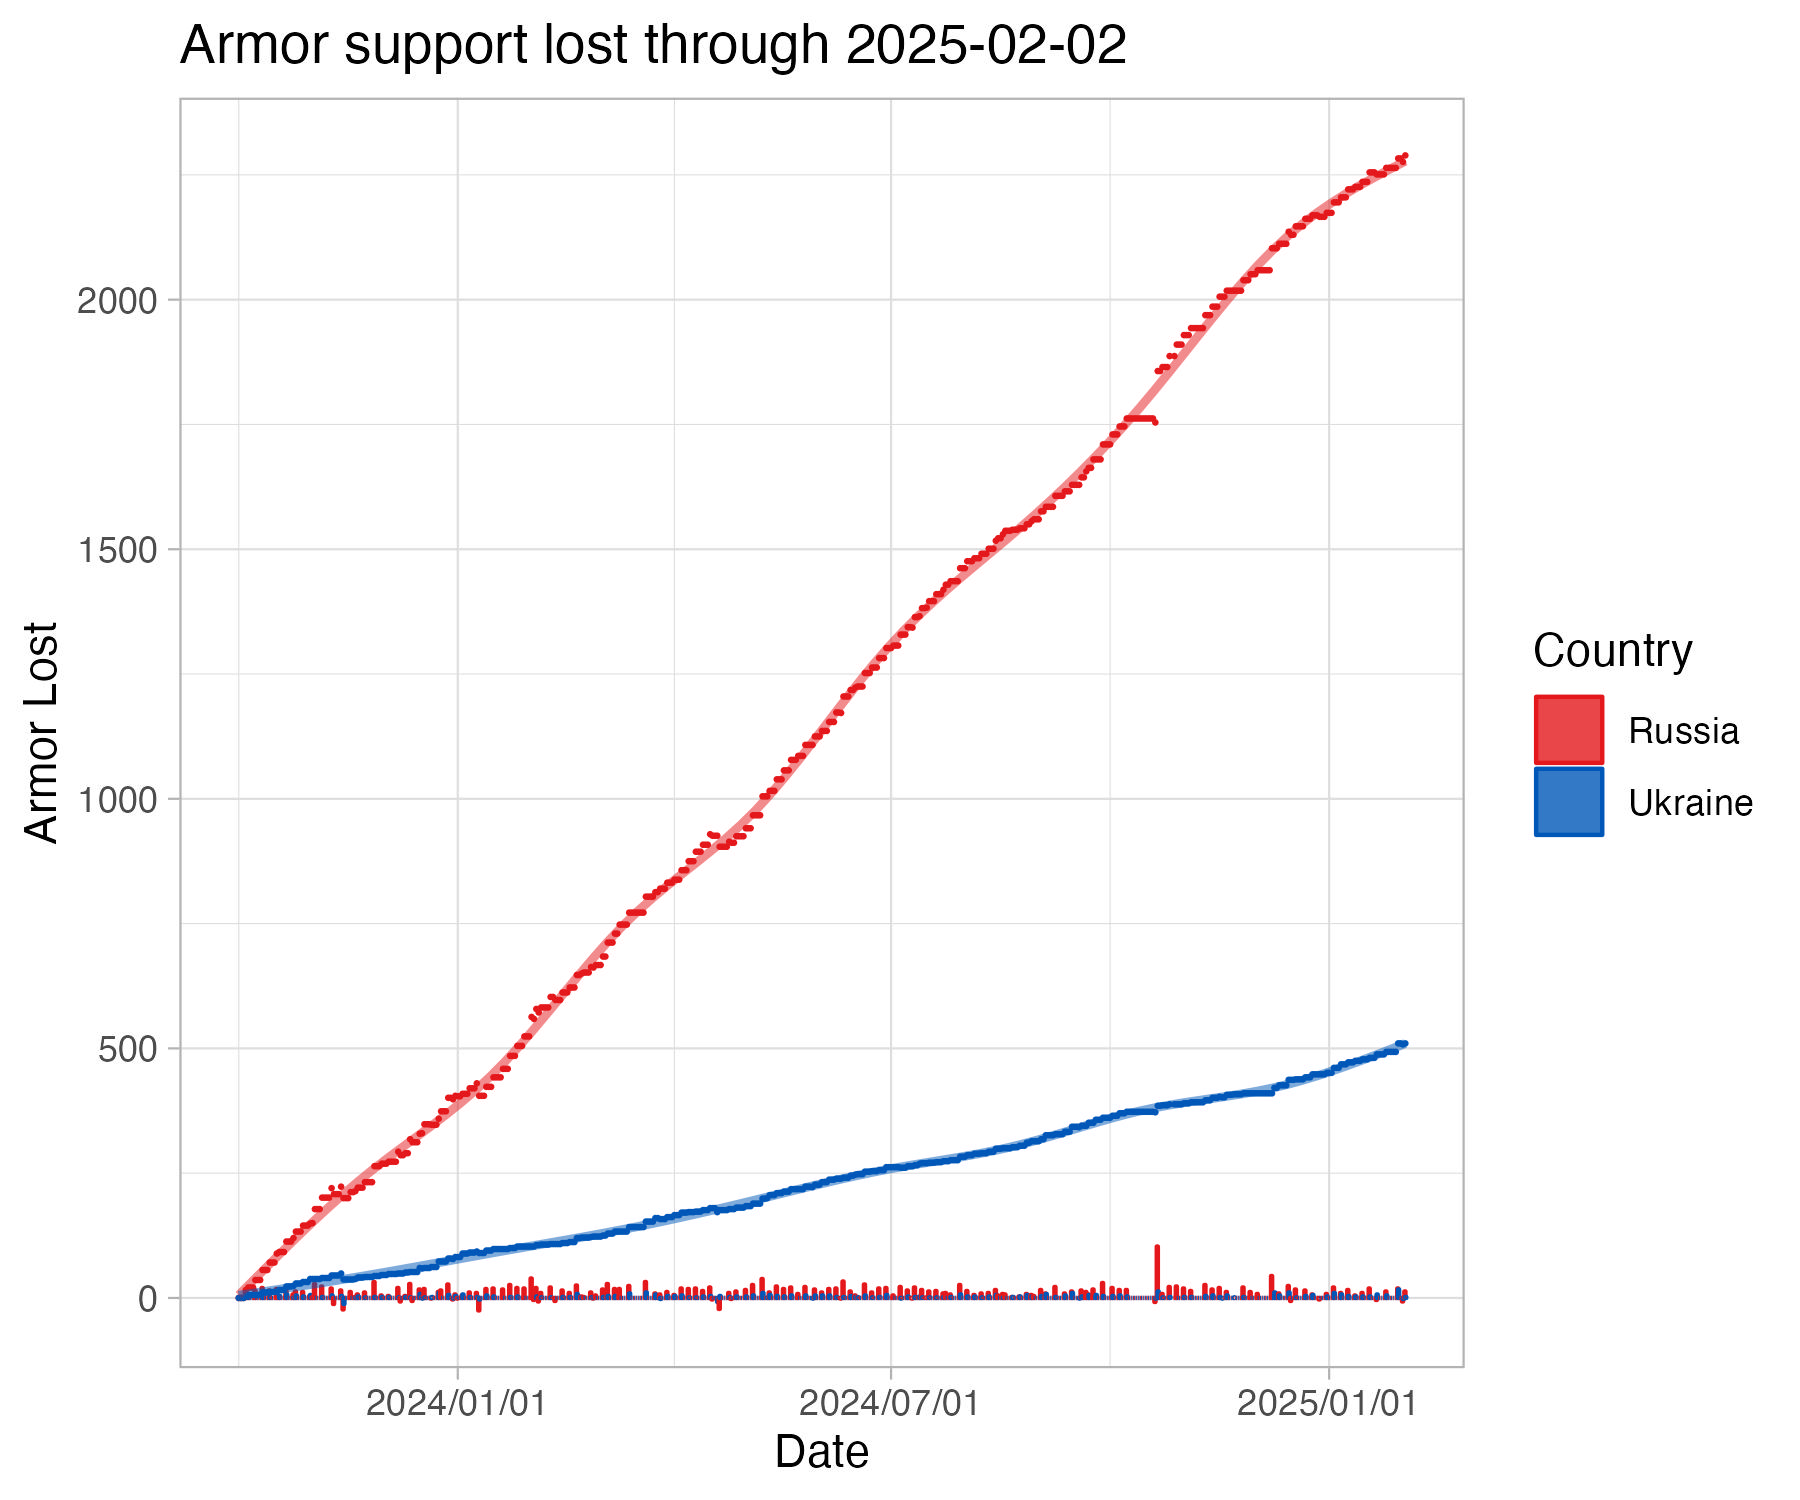 Armor support lost through 2025-02-02
Armor Lost
2000
1500
1000
500
0
2024/01/01
2024/07/01
2025/01/01
Date
Country
Russia
Ukraine